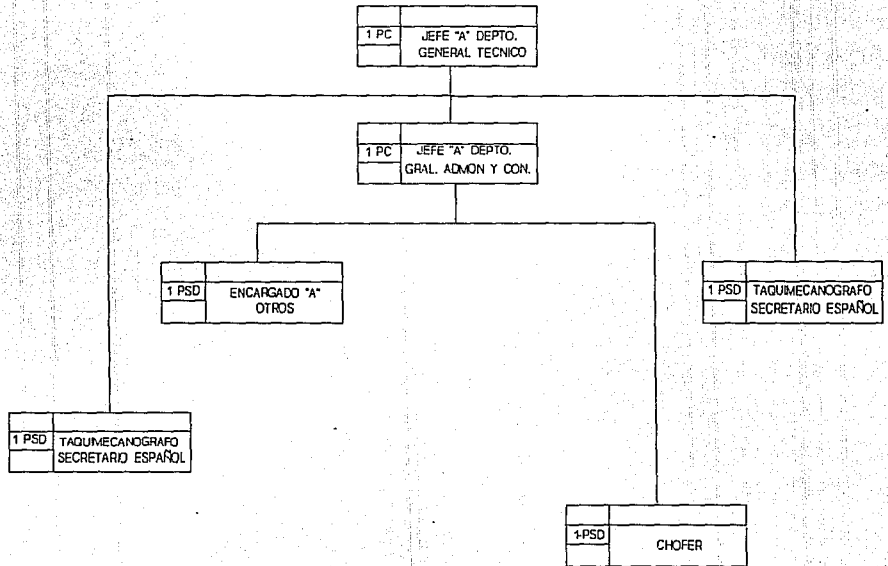 1 PC JEFE "A" DEPTO.
GENERAL TECNICO
1 PC JEFE "A" DEPTO.
GRAL. ADMON Y CON.
1 PSD ENCARGADO "A"
OTROS
1 PSD TAQUIMECANOGRAFO
SECRETARIO ESPAÑOL
1 PSD TAQUIMECANOGRAFO
SECRETARIO ESPAÑOL
1-PSD CHOFER